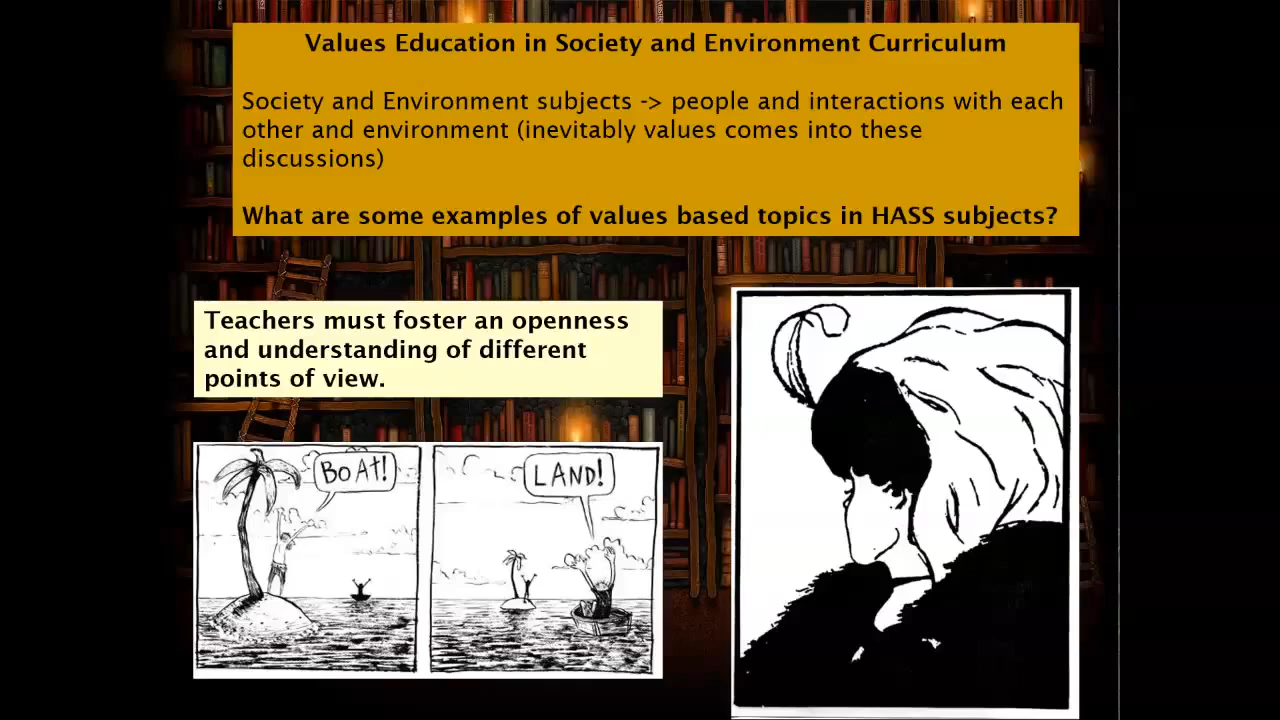 Values Education in Society and Environment Curriculum
Society and Environment subjects -> people and interactions with each
other and environment (inevitably values comes into these
discussions)
What are some examples of values based topics in HASS subjects?
Teachers must foster an openness
and understanding of different
points of view.
BOAt!
LAND!